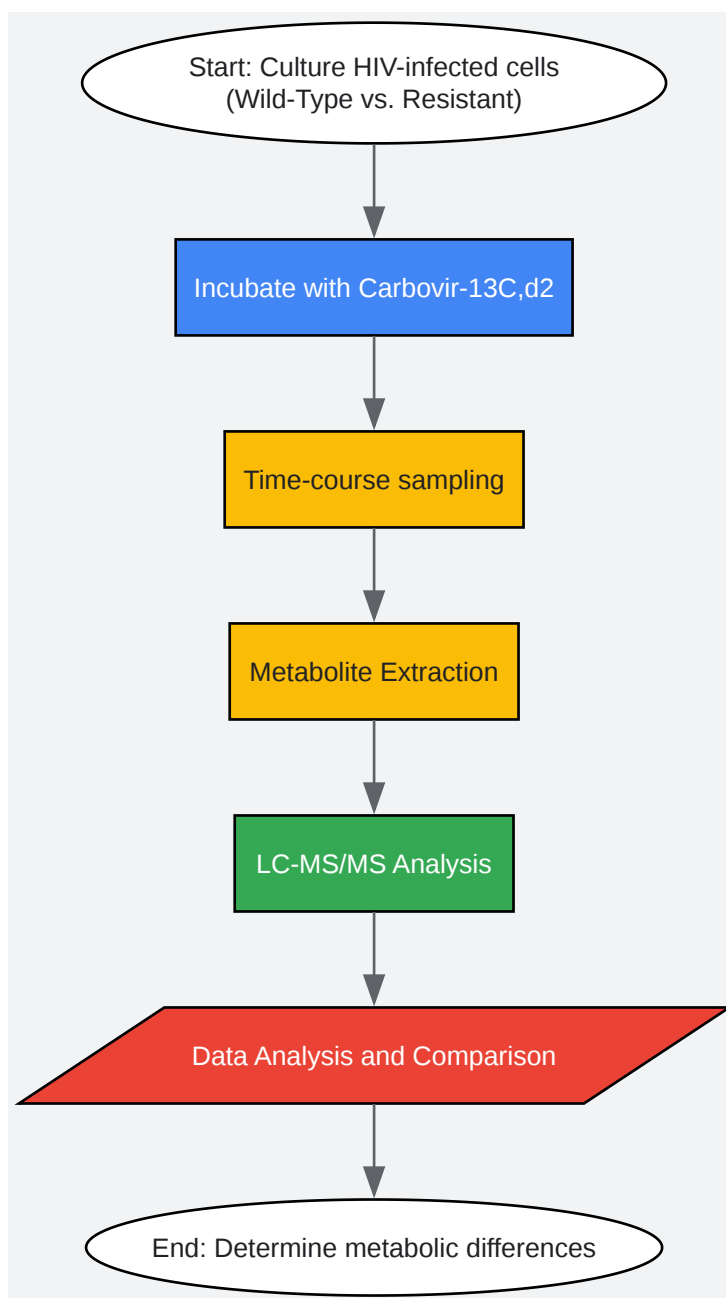 Start: Culture HIV-infected cells
(Wild-Type vs. Resistant)
Incubate with Carbovir-13C,d2
Time-course sampling
Metabolite Extraction
LC-MS/MS Analysis
Data Analysis and Comparison
End: Determine metabolic differences